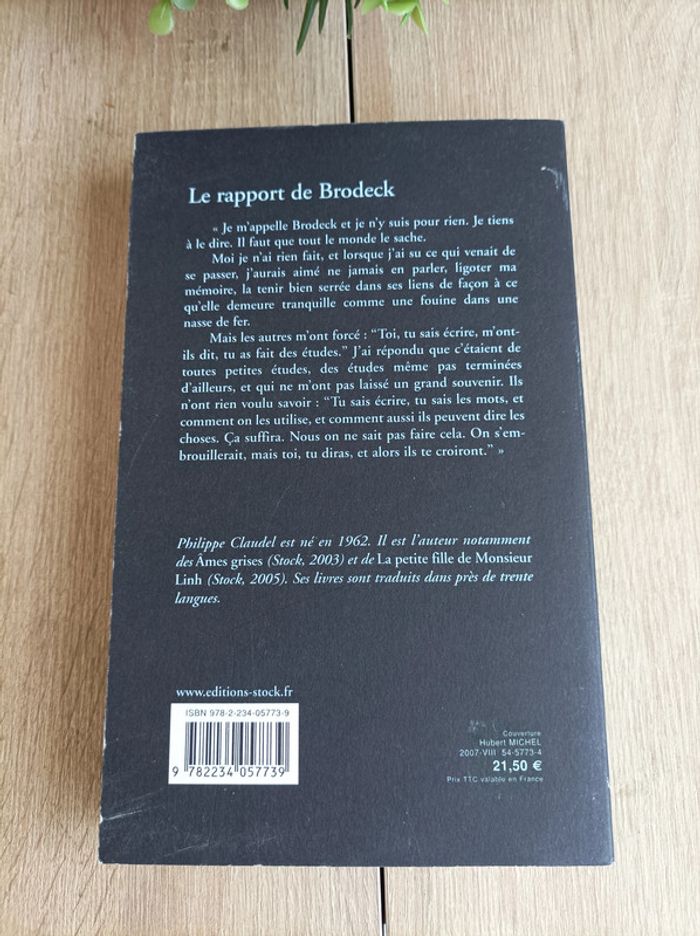 Le rapport de Brodeck
« Je m'appelle Brodeck et je n'y suis pour rien. Je tiens
à le dire. Il faut que tout le monde le sache.
Moi je n'ai rien fait, et lorsque j'ai su ce qui venait de
se passer, j'aurais aimé ne jamais en parler, ligoter ma
mémoire, la tenir bien serrée dans ses liens de façon à ce
qu'elle demeure tranquille comme une fouine dans une
nasse de fer.
Mais les autres m'ont forcé : “Toi, tu sais écrire, m'ont-
ils dit, tu as fait des études.” J'ai répondu que c'étaient de
toutes petites études, des études même pas terminées
d'ailleurs, et qui ne m'ont pas laissé un grand souvenir. Ils
n'ont rien voulu savoir : “Tu sais écrire, tu sais les mots, et
comment on les utilise, et comment aussi ils peuvent dire les
choses. Ça suffira. Nous on ne sait pas faire cela. On s'em-
brouillerait, mais toi, tu diras, et alors ils te croiront.” »
Philippe Claudel est né en 1962. Il est l'auteur notamment
des Âmes grises (Stock, 2003) et de La petite fille de Monsieur
Linh (Stock, 2005). Ses livres sont traduits dans près de trente
langues.
www.editions-stock.fr
ISBN 978-2-234-05773-9
9 782234 057739
Couverture
Hubert MICHEL
2007-VIII 54-5773-4
21,50 €
Prix TTC valable en France